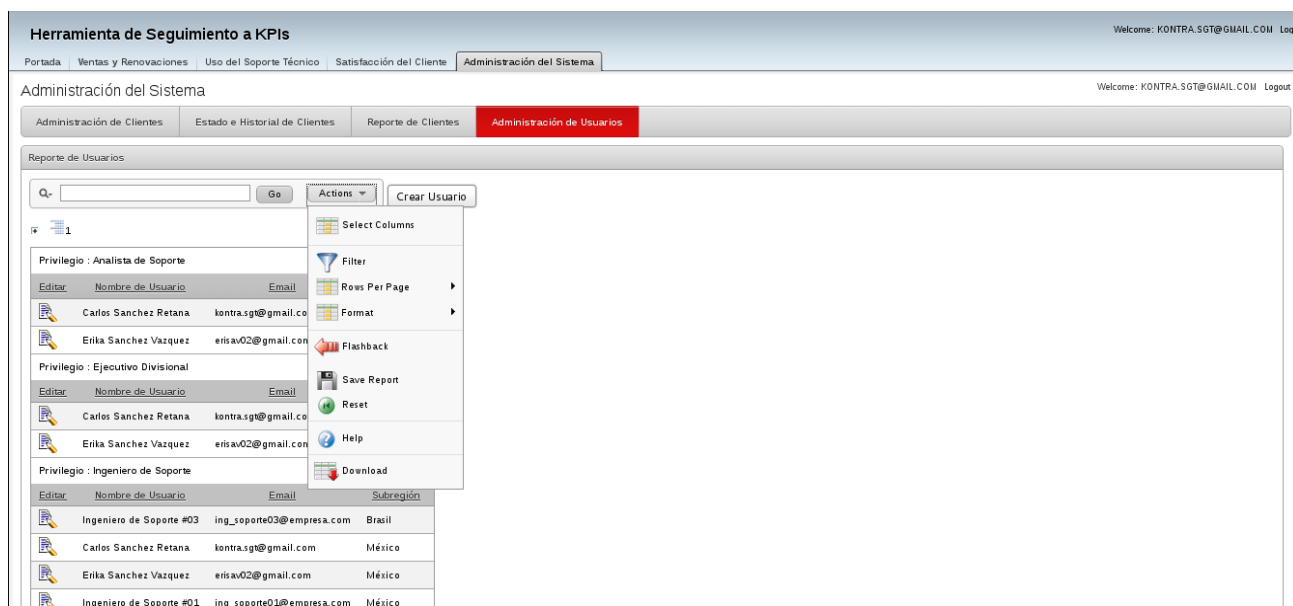 Herramienta de Seguimiento a KPIs
Welcome: KONTRA.SGT@GMAIL.COM Log
Portada Ventas y Renovaciones Uso del Soporte Técnico Satisfacción del Cliente Administración del Sistema
Administración del Sistema
Welcome: KONTRA.SGT@GMAIL.COM Logout
Administración de Clientes Estado e Historial de Clientes Reporte de Clientes Administración de Usuarios
Reporte de Usuarios
Go Actions Crear Usuario
1
Select Columns
Filter
Rows Per Page
Format
Flashback
Save Report
Reset
Help
Download
Privilegio : Analista de Soporte
Editar Nombre de Usuario Email
Carlos Sanchez Retana kontra.sgt@gmail.co
Erika Sanchez Vazquez erisav02@gmail.con
Privilegio : Ejecutivo Divisional
Editar Nombre de Usuario Email
Carlos Sanchez Retana kontra.sgt@gmail.co
Erika Sanchez Vazquez erisav02@gmail.con
Privilegio : Ingeniero de Soporte
Editar Nombre de Usuario Email Subregión
Ingeniero de Soporte #03 ing_soporte03@empresa.com Brasil
Carlos Sanchez Retana kontra.sgt@gmail.com México
Erika Sanchez Vazquez erisav02@gmail.com México
Ingeniero de Soporte #01 ing_soporte01@empresa.com México